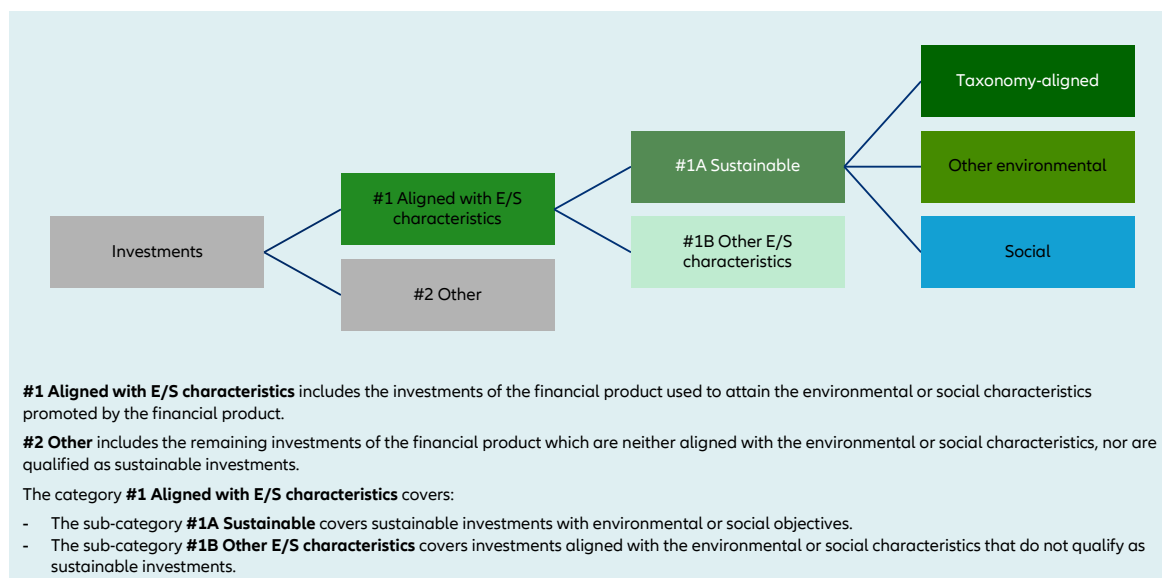 Taxonomy-aligned
#1A Sustainable
Other environmental
#1 Aligned with E/S
characteristics
Investments
#1B Other E/S
characteristics
Social
#2 Other
#1 Aligned with E/S characteristics includes the investments of the financial product used to attain the environmental or social characteristics
promoted by the financial product.
#2 Other includes the remaining investments of the financial product which are neither aligned with the environmental or social characteristics, nor are
qualified as sustainable investments.
The category #1 Aligned with E/S characteristics covers:
- The sub-category #1A Sustainable covers sustainable investments with environmental or social objectives.
- The sub-category #1B Other E/S characteristics covers investments aligned with the environmental or social characteristics that do not qualify as
sustainable investments.